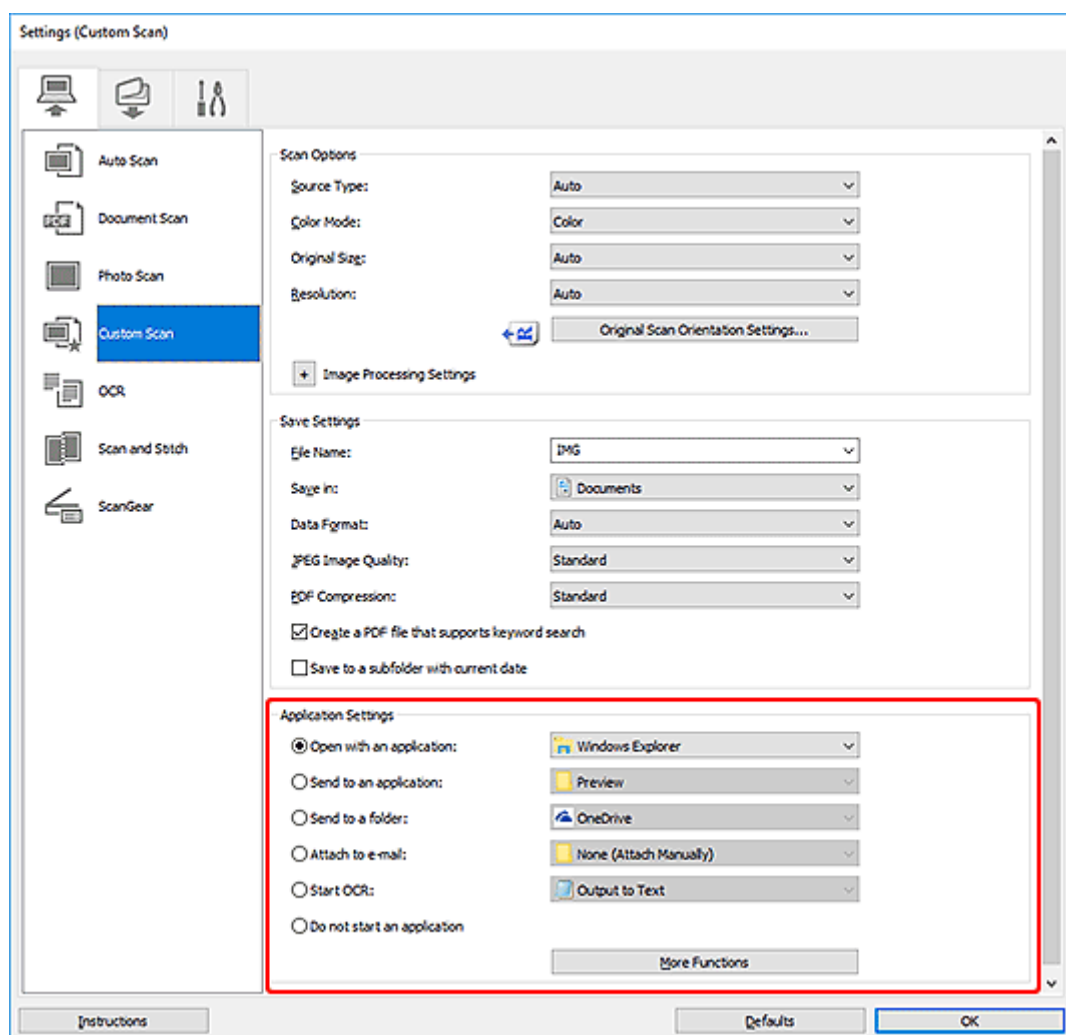 Settings (Custom Scan)
Auto Scan
Document Scan
Photo Scan
Custom Scan
OCR
Scan and Stitch
ScanGear
Scan Options
Source Type: Auto
Color Mode: Color
Original Size: Auto
Resolution: Auto
Original Scan Orientation Settings...
+ Image Processing Settings
Save Settings
File Name: IMG
Save in: Documents
Data Format: Auto
JPEG Image Quality: Standard
PDF Compression: Standard
Create a PDF file that supports keyword search
Save to a subfolder with current date
Application Settings
Open with an application: Windows Explorer
Send to an application: Preview
Send to a folder: OneDrive
Attach to e-mail: None (Attach Manually)
Start OCR: Output to Text
Do not start an application
More Functions
Instructions Defaults OK